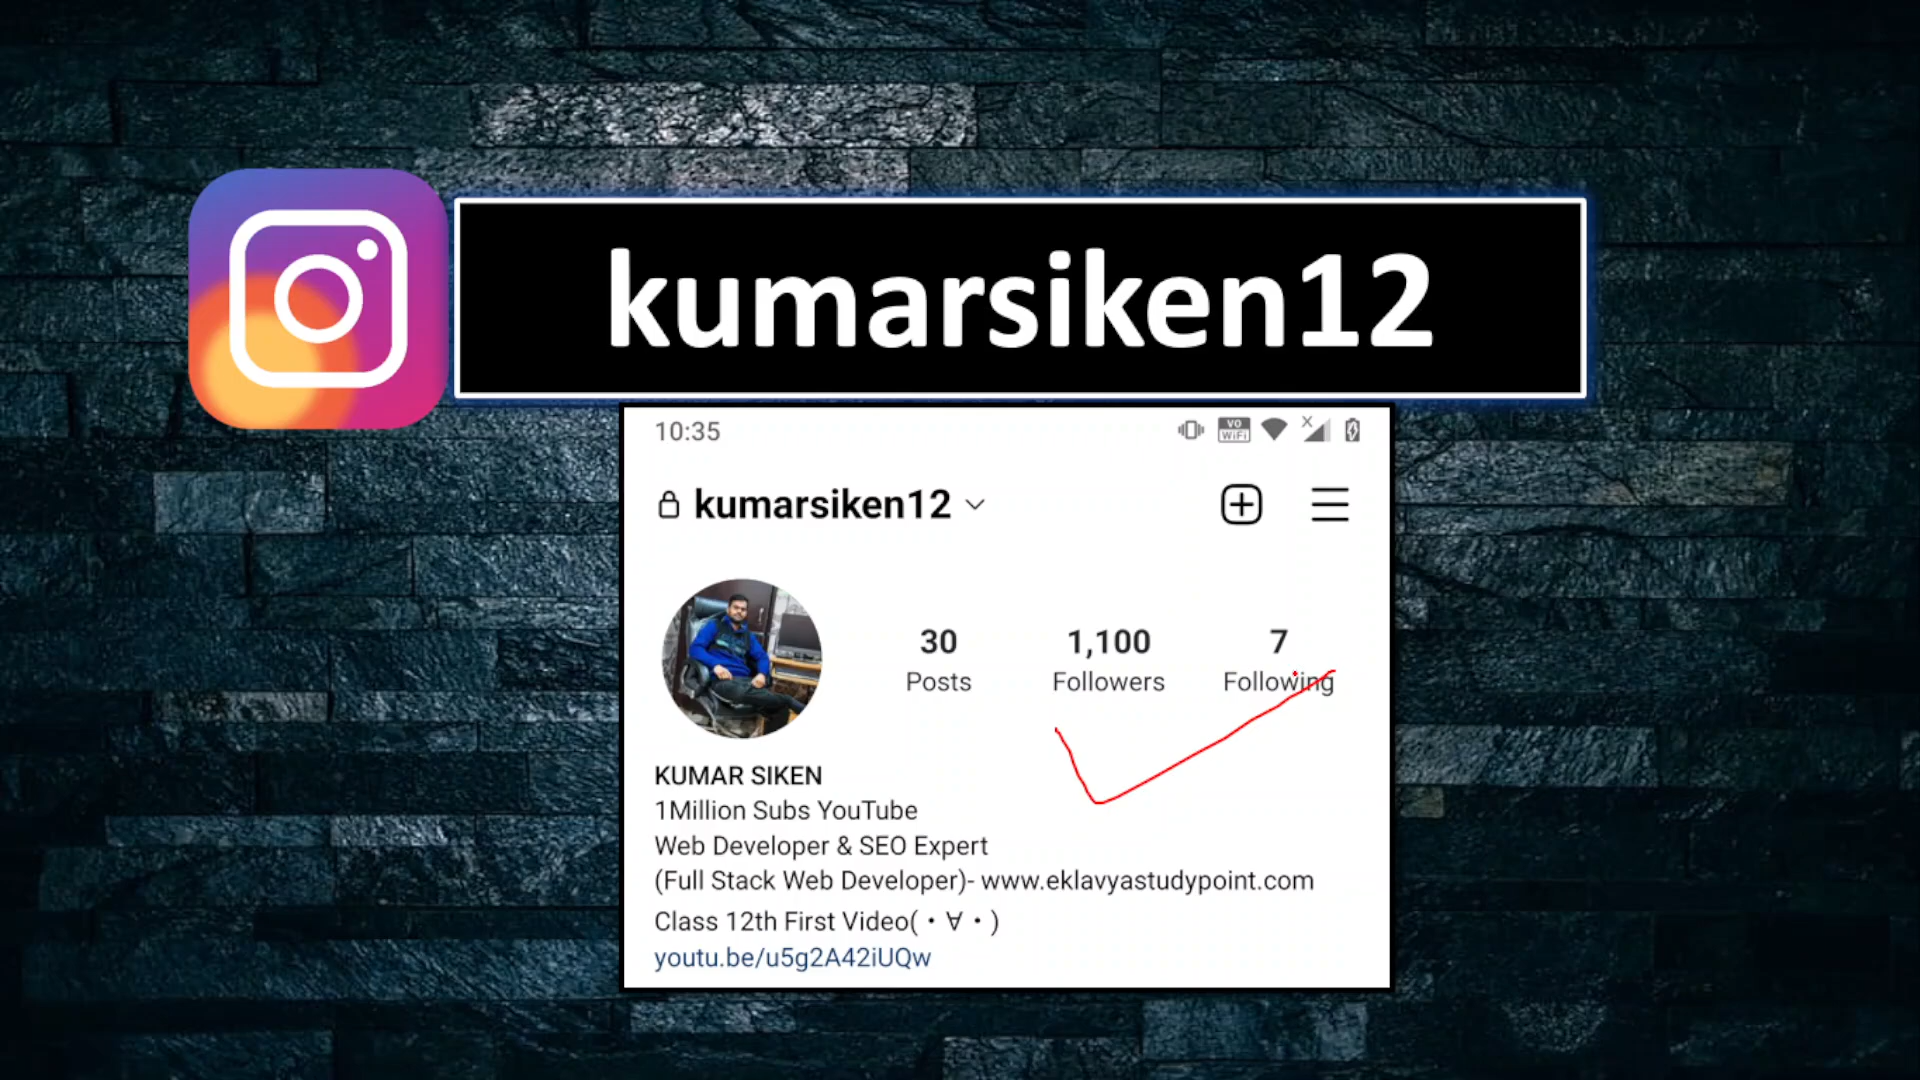 kumarsiken12
10:35
VO
WiFi
X
kumarsiken12
30
1,100
7
Posts
Followers
Following
KUMAR SIKEN
1Million Subs YouTube
Web Developer & SEO Expert
(Full Stack Web Developer)- www.eklavyastudypoint.com
Class 12th First Video(・∀・)
youtu.be/u5g2A42iUQw